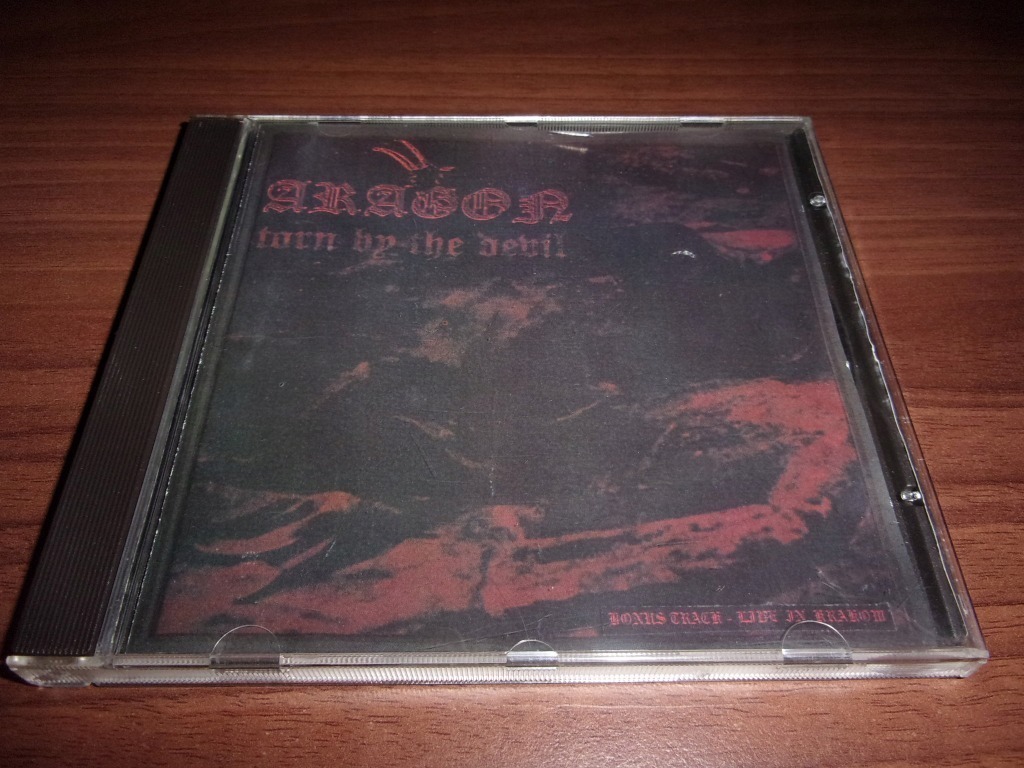 ARAGON
torn by the devil
BONUS TRACK - LIVE IN KRAKOW